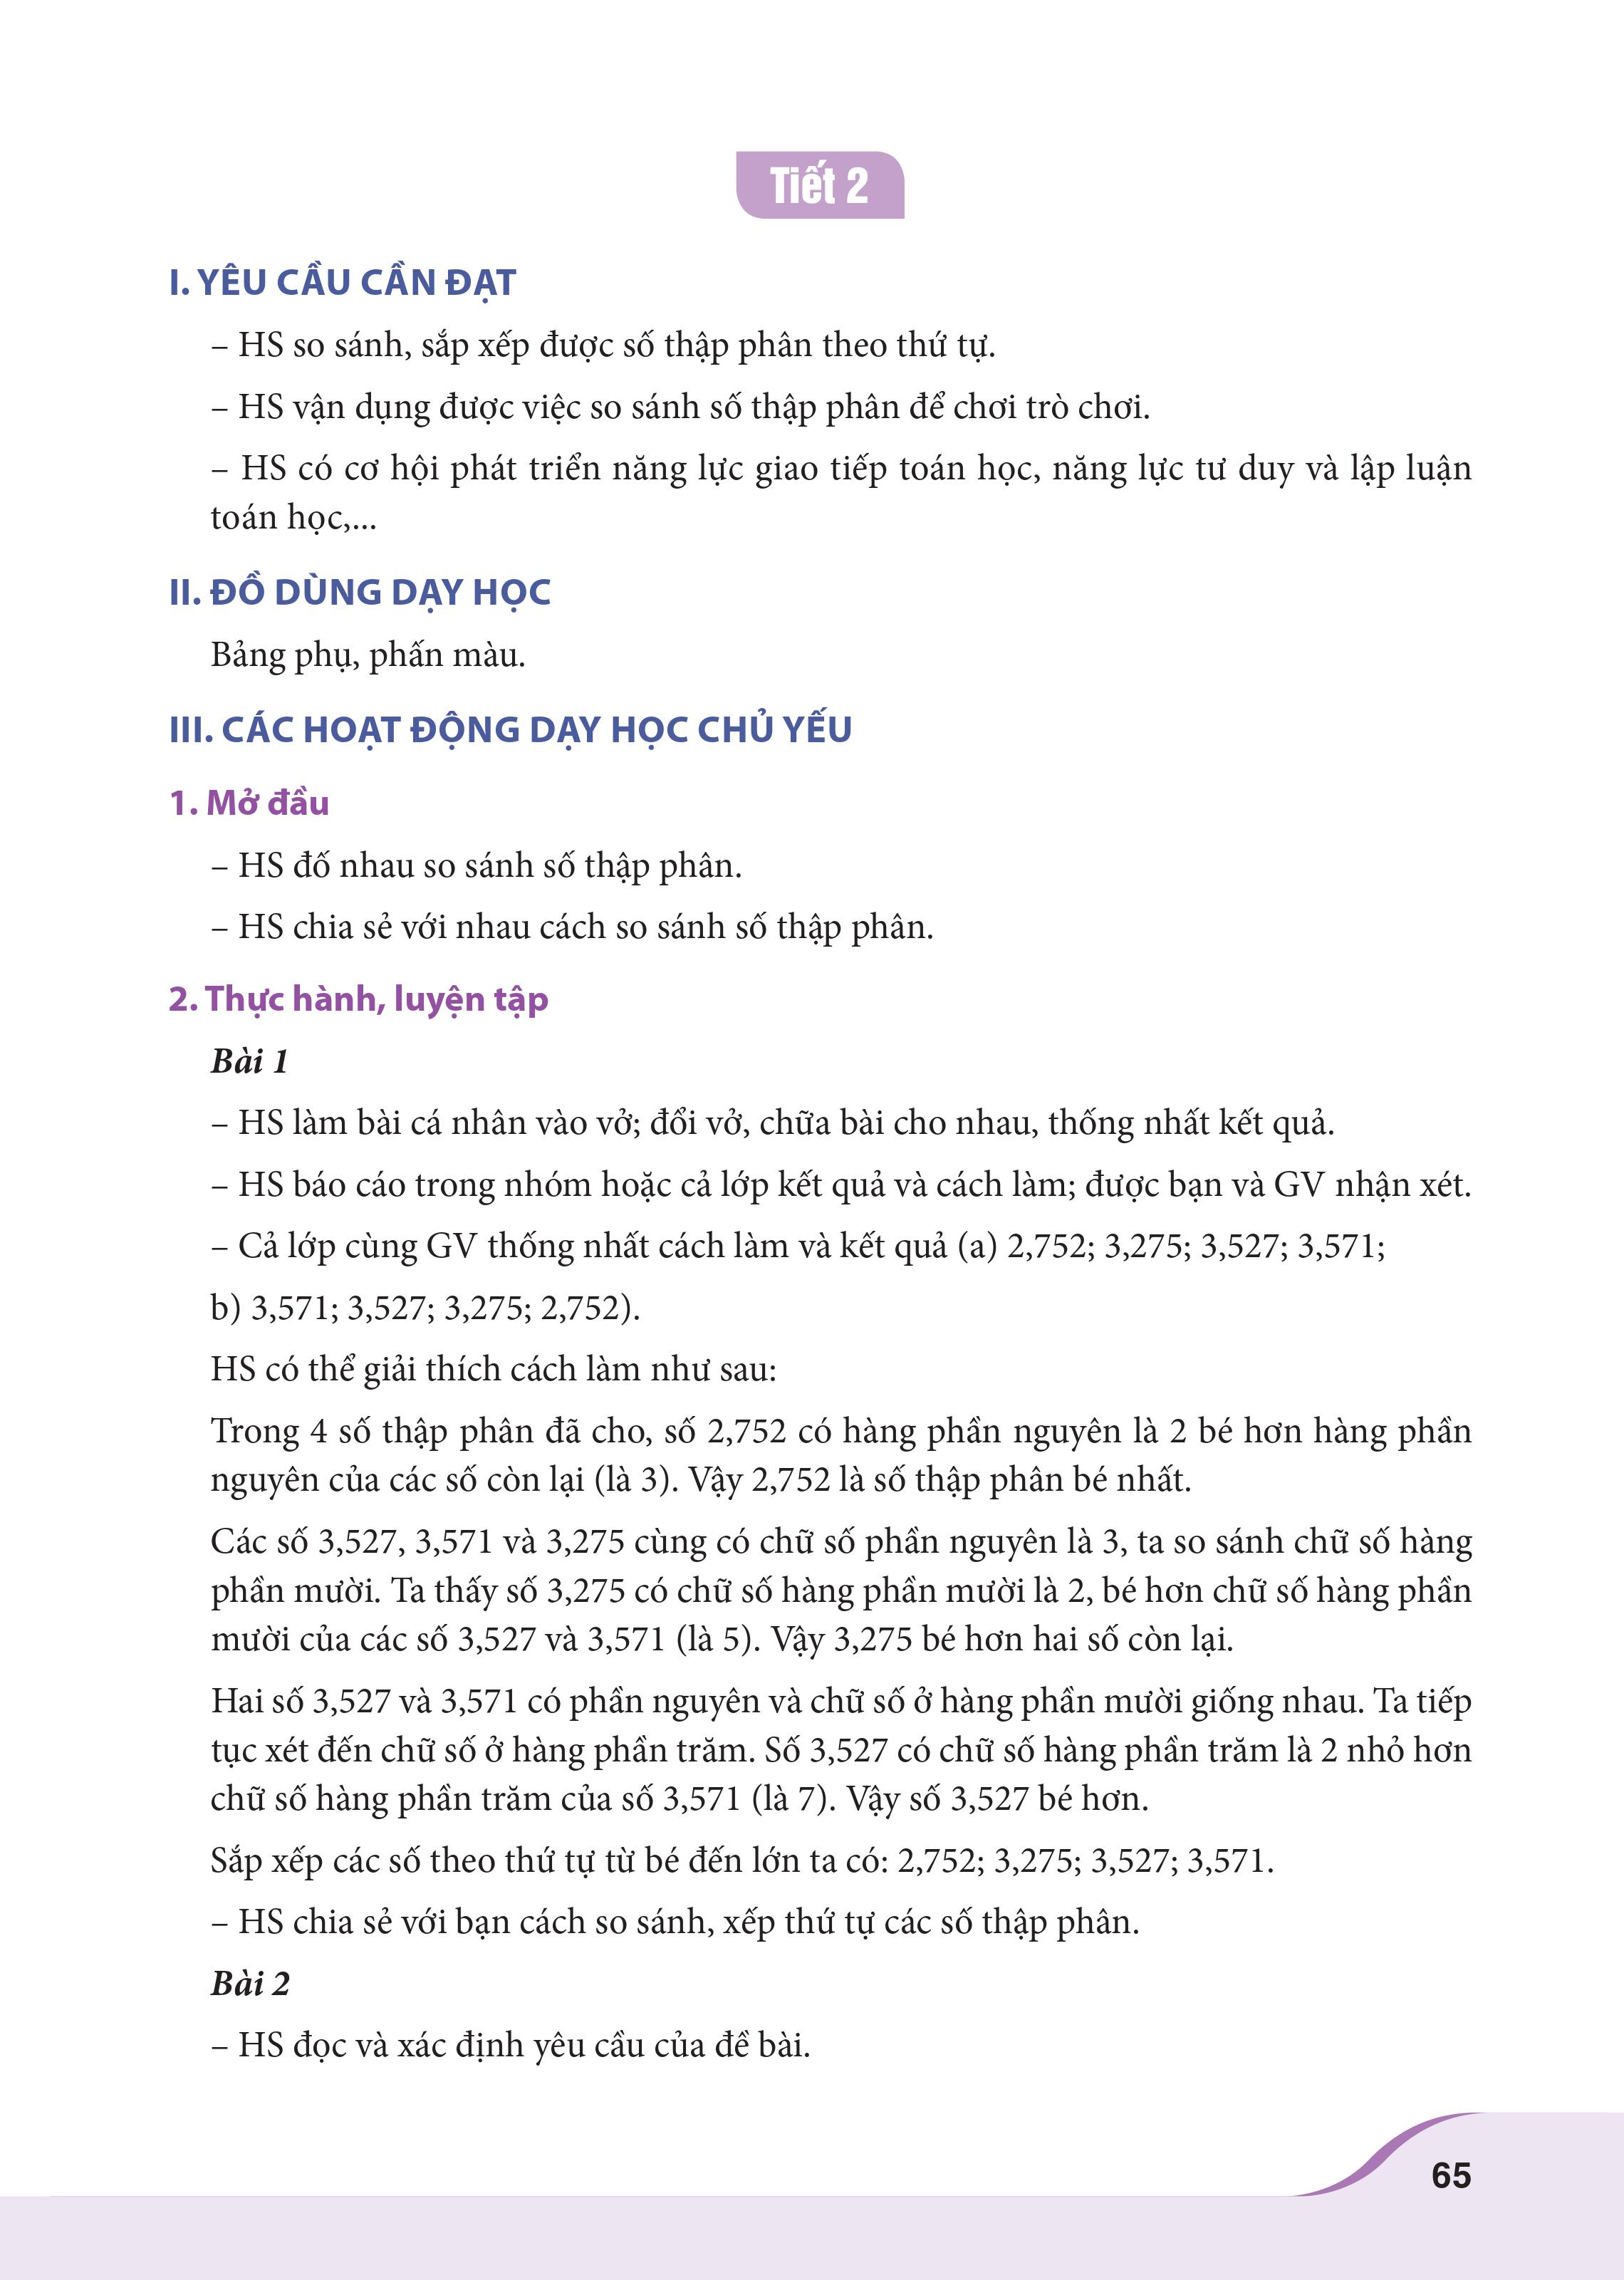 Tiết 2
I. YÊU CẦU CẦN ĐẠT
– HS so sánh, sắp xếp được số thập phân theo thứ tự.
– HS vận dụng được việc so sánh số thập phân để chơi trò chơi.
– HS có cơ hội phát triển năng lực giao tiếp toán học, năng lực tư duy và lập luận
toán học,...
II. ĐỒ DÙNG DẠY HỌC
Bảng phụ, phấn màu.
III. CÁC HOẠT ĐỘNG DẠY HỌC CHỦ YẾU
1. Mở đầu
– HS đố nhau so sánh số thập phân.
– HS chia sẻ với nhau cách so sánh số thập phân.
2. Thực hành, luyện tập
Bài 1
– HS làm bài cá nhân vào vở; đổi vở, chữa bài cho nhau, thống nhất kết quả.
– HS báo cáo trong nhóm hoặc cả lớp kết quả và cách làm; được bạn và GV nhận xét.
– Cả lớp cùng GV thống nhất cách làm và kết quả (a) 2,752; 3,275; 3,527; 3,571;
b) 3,571; 3,527; 3,275; 2,752).
HS có thể giải thích cách làm như sau:
Trong 4 số thập phân đã cho, số 2,752 có hàng phần nguyên là 2 bé hơn hàng phần
nguyên của các số còn lại (là 3). Vậy 2,752 là số thập phân bé nhất.
Các số 3,527, 3,571 và 3,275 cùng có chữ số phần nguyên là 3, ta so sánh chữ số hàng
phần mười. Ta thấy số 3,275 có chữ số hàng phần mười là 2, bé hơn chữ số hàng phần
mười của các số 3,527 và 3,571 (là 5). Vậy 3,275 bé hơn hai số còn lại.
Hai số 3,527 và 3,571 có phần nguyên và chữ số ở hàng phần mười giống nhau. Ta tiếp
tục xét đến chữ số ở hàng phần trăm. Số 3,527 có chữ số hàng phần trăm là 2 nhỏ hơn
chữ số hàng phần trăm của số 3,571 (là 7). Vậy số 3,527 bé hơn.
Sắp xếp các số theo thứ tự từ bé đến lớn ta có: 2,752; 3,275; 3,527; 3,571.
– HS chia sẻ với bạn cách so sánh, xếp thứ tự các số thập phân.
Bài 2
– HS đọc và xác định yêu cầu của đề bài.
65